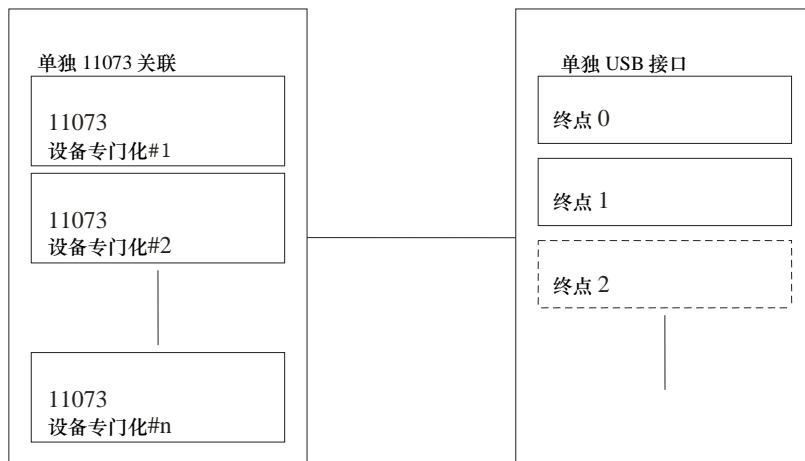 单独 11073 关联
11073
设备专门化#1
11073
设备专门化#2
11073
设备专门化#n
单独 USB 接口
终点 0
终点 1
终点 2